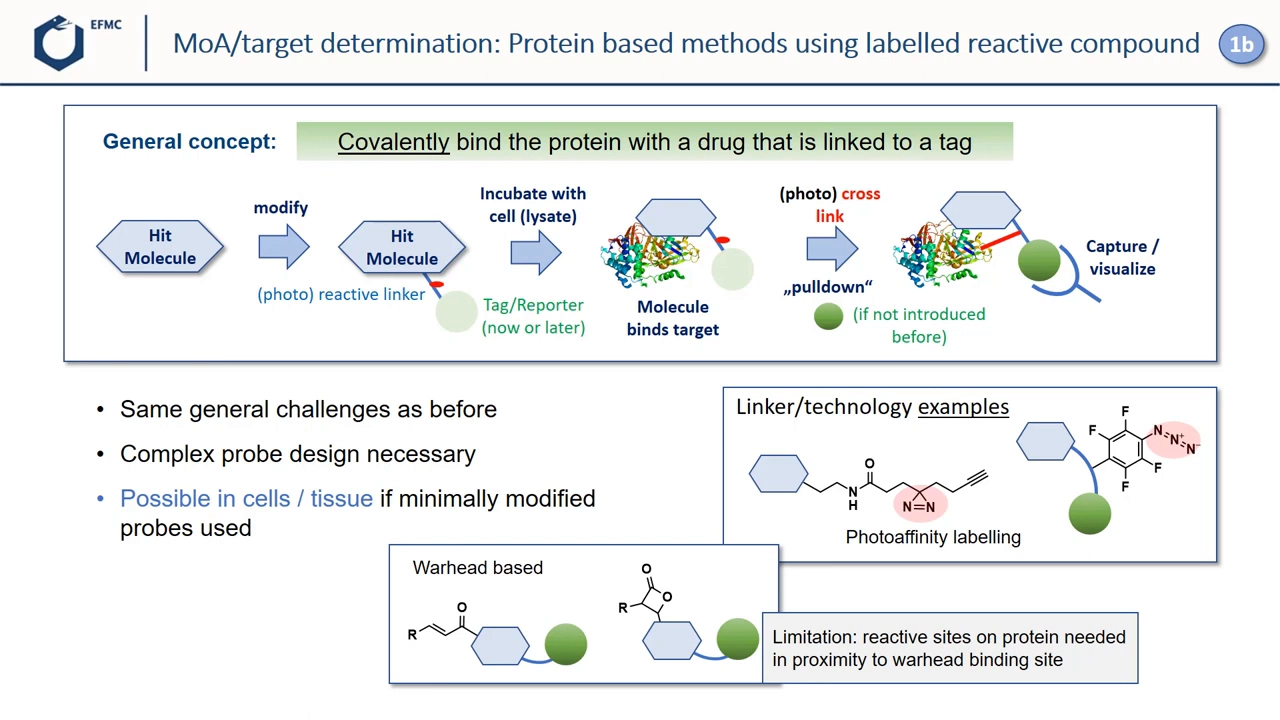 EFMC
MoA/target determination: Protein based methods using labelled reactive compound
1b
General concept:
Covalently bind the protein with a drug that is linked to a tag
Hit
Molecule
modify
Hit
Molecule
(photo) reactive linker
Tag/Reporter
(now or later)
Incubate with
cell (lysate)
Molecule
binds target
(photo) cross
link
„pulldown“
(if not introduced
before)
Capture /
visualize
• Same general challenges as before
• Complex probe design necessary
• Possible in cells / tissue if minimally modified
probes used
Linker/technology examples
N
H
O
N=N
F
F
F
F
N
N+
N-
Photoaffinity labelling
Warhead based
R
O
R
O
O
Limitation: reactive sites on protein needed
in proximity to warhead binding site